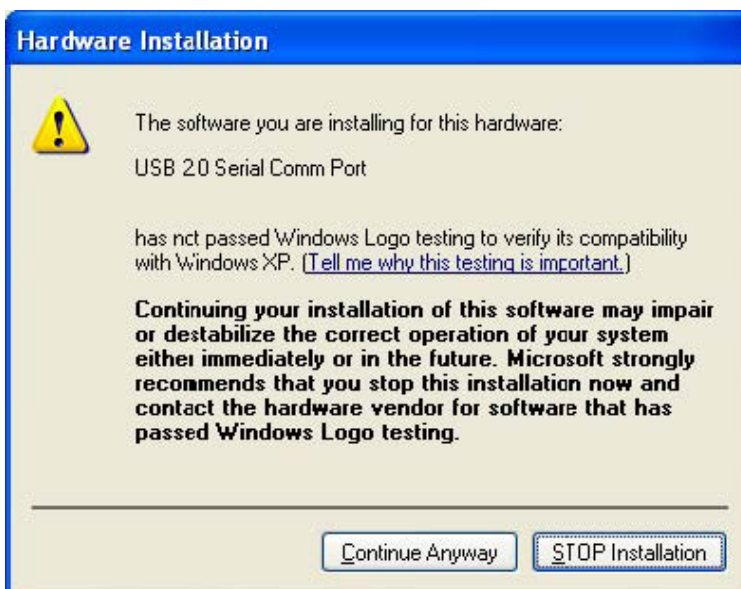 Hardware Installation
The software you are installing for this hardware:
USB 2.0 Serial Comm Port
has not passed Windows Logo testing to verify its compatibility
with Windows XP. (Tell me why this testing is important.)
Continuing your installation of this software may impair
or destabilize the correct operation of your system
either immediately or in the future. Microsoft strongly
recommends that you stop this installation now and
contact the hardware vendor for software that has
passed Windows Logo testing.
Continue Anyway
STOP Installation